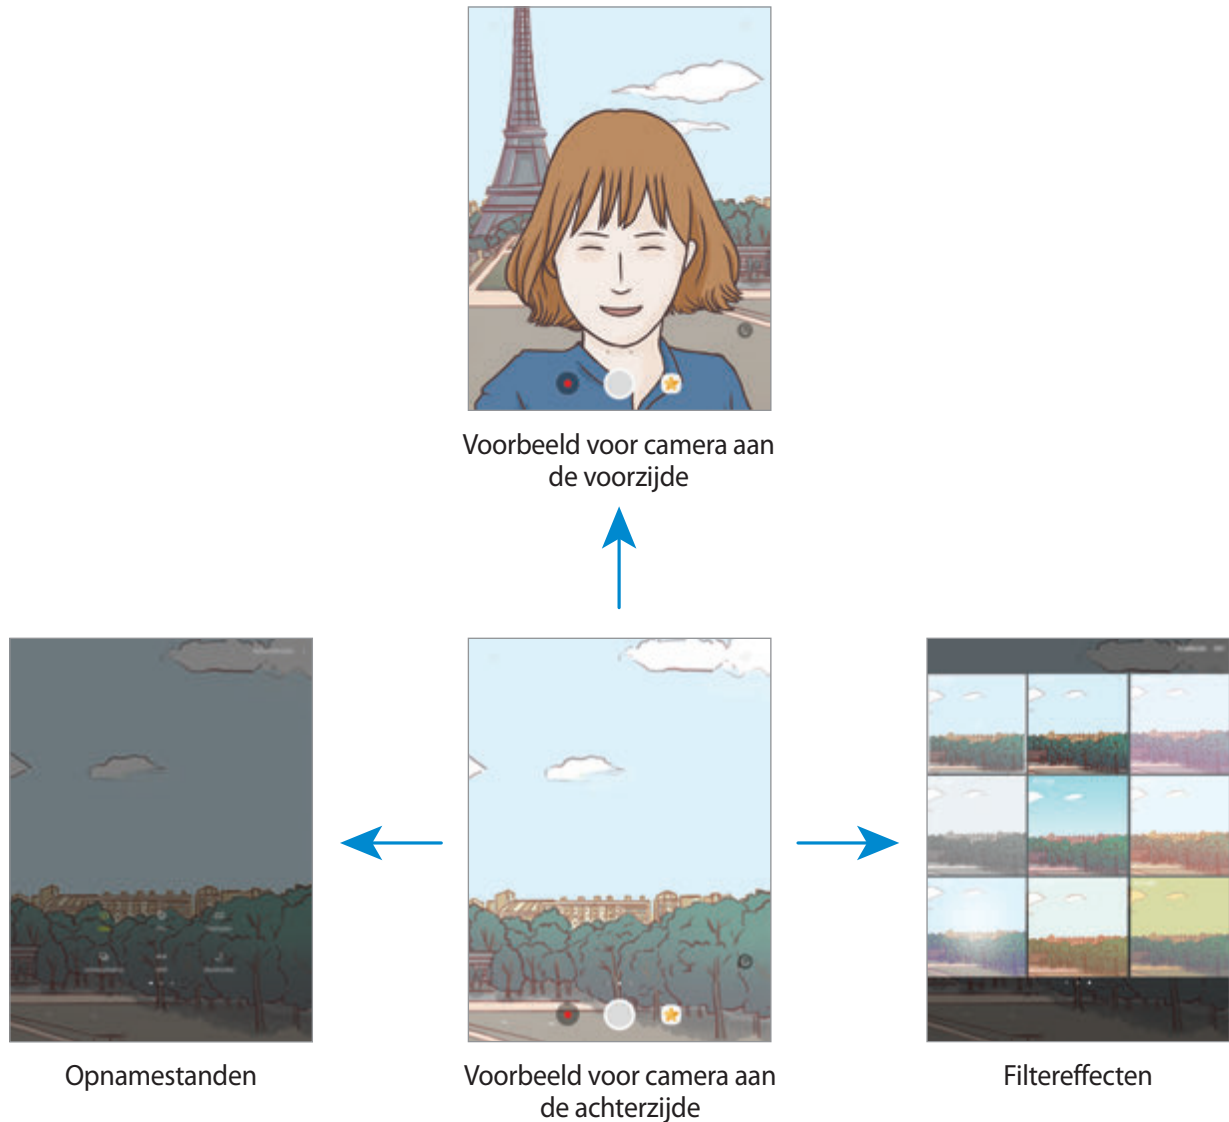 Voorbeeld voor camera aan
de voorzijde
Opnamestanden
Voorbeeld voor camera aan
de achterzijde
Filtereffecten